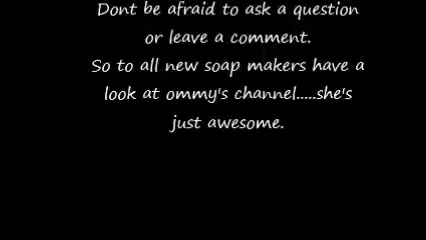 Dont be afraid to ask a question
or leave a comment.
So to all new soap makers have a
look at ommy's channel.....she's
just awesome.